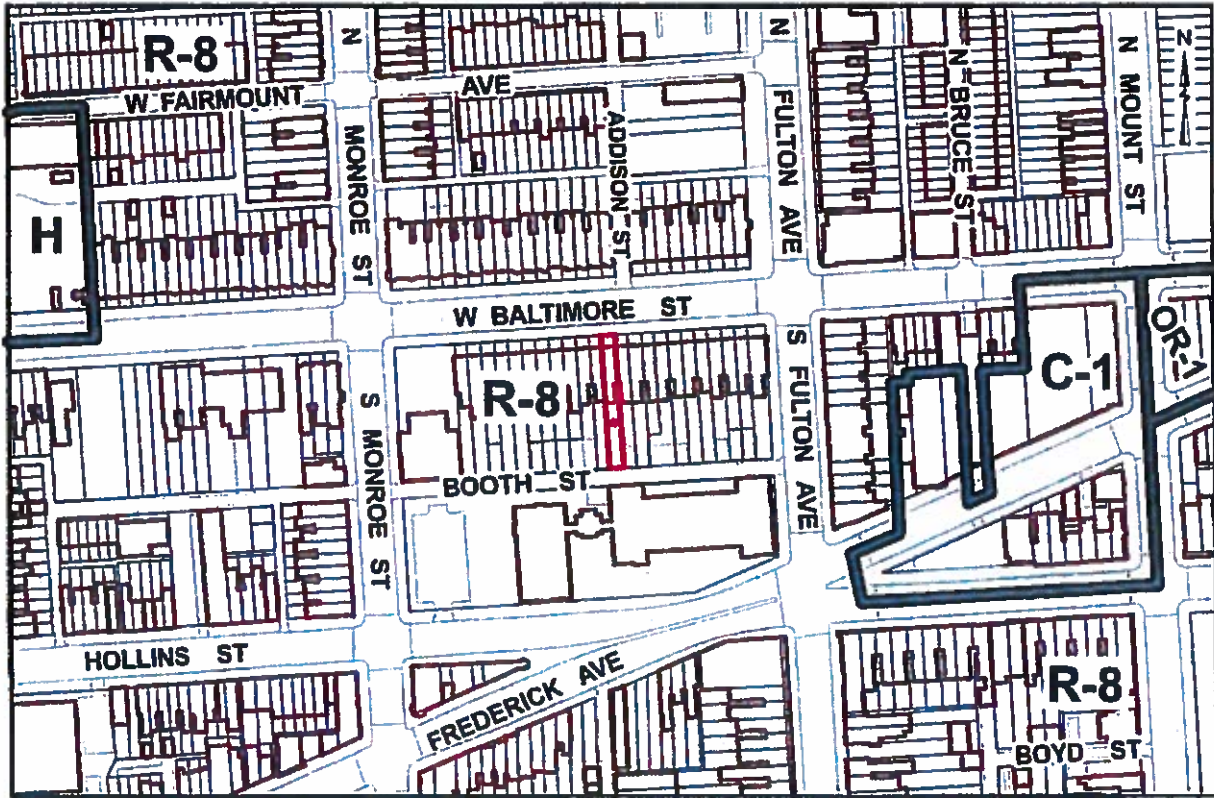 R-8
N
N
N BRUCE ST
N MOUNT ST
N
W FAIRMOUNT
AVE
MONROE ST
ADDISON ST
FULTON AVE
H
W BALTIMORE ST
OR-1
C-1
R-8
S MONROE ST
S FULTON AVE
BOOTH ST
HOLLINS ST
FREDERICK AVE
R-8
BOYD ST